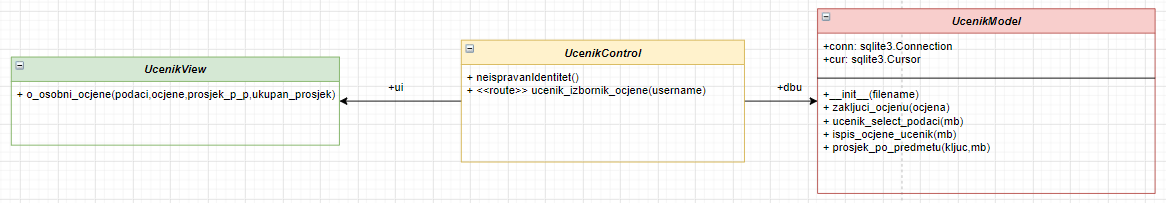 UcenikView
+ o_osobni_ocjene(podaci,ocjene,prosjek_p_p,ukupan_prosjek)
+ui
UcenikControl
+ neispravanIdentitet()
+ <<route>> ucenik_izbornik_ocjene(username)
+dbu
UcenikModel
+conn: sqlite3.Connection
+cur: sqlite3.Cursor
+__init__(filename)
+ zakljuci_ocjenu(ocjena)
+ ucenik_select_podaci(mb)
+ ispis_ocjene_ucenik(mb)
+ prosjek_po_predmetu(kljuc,mb)